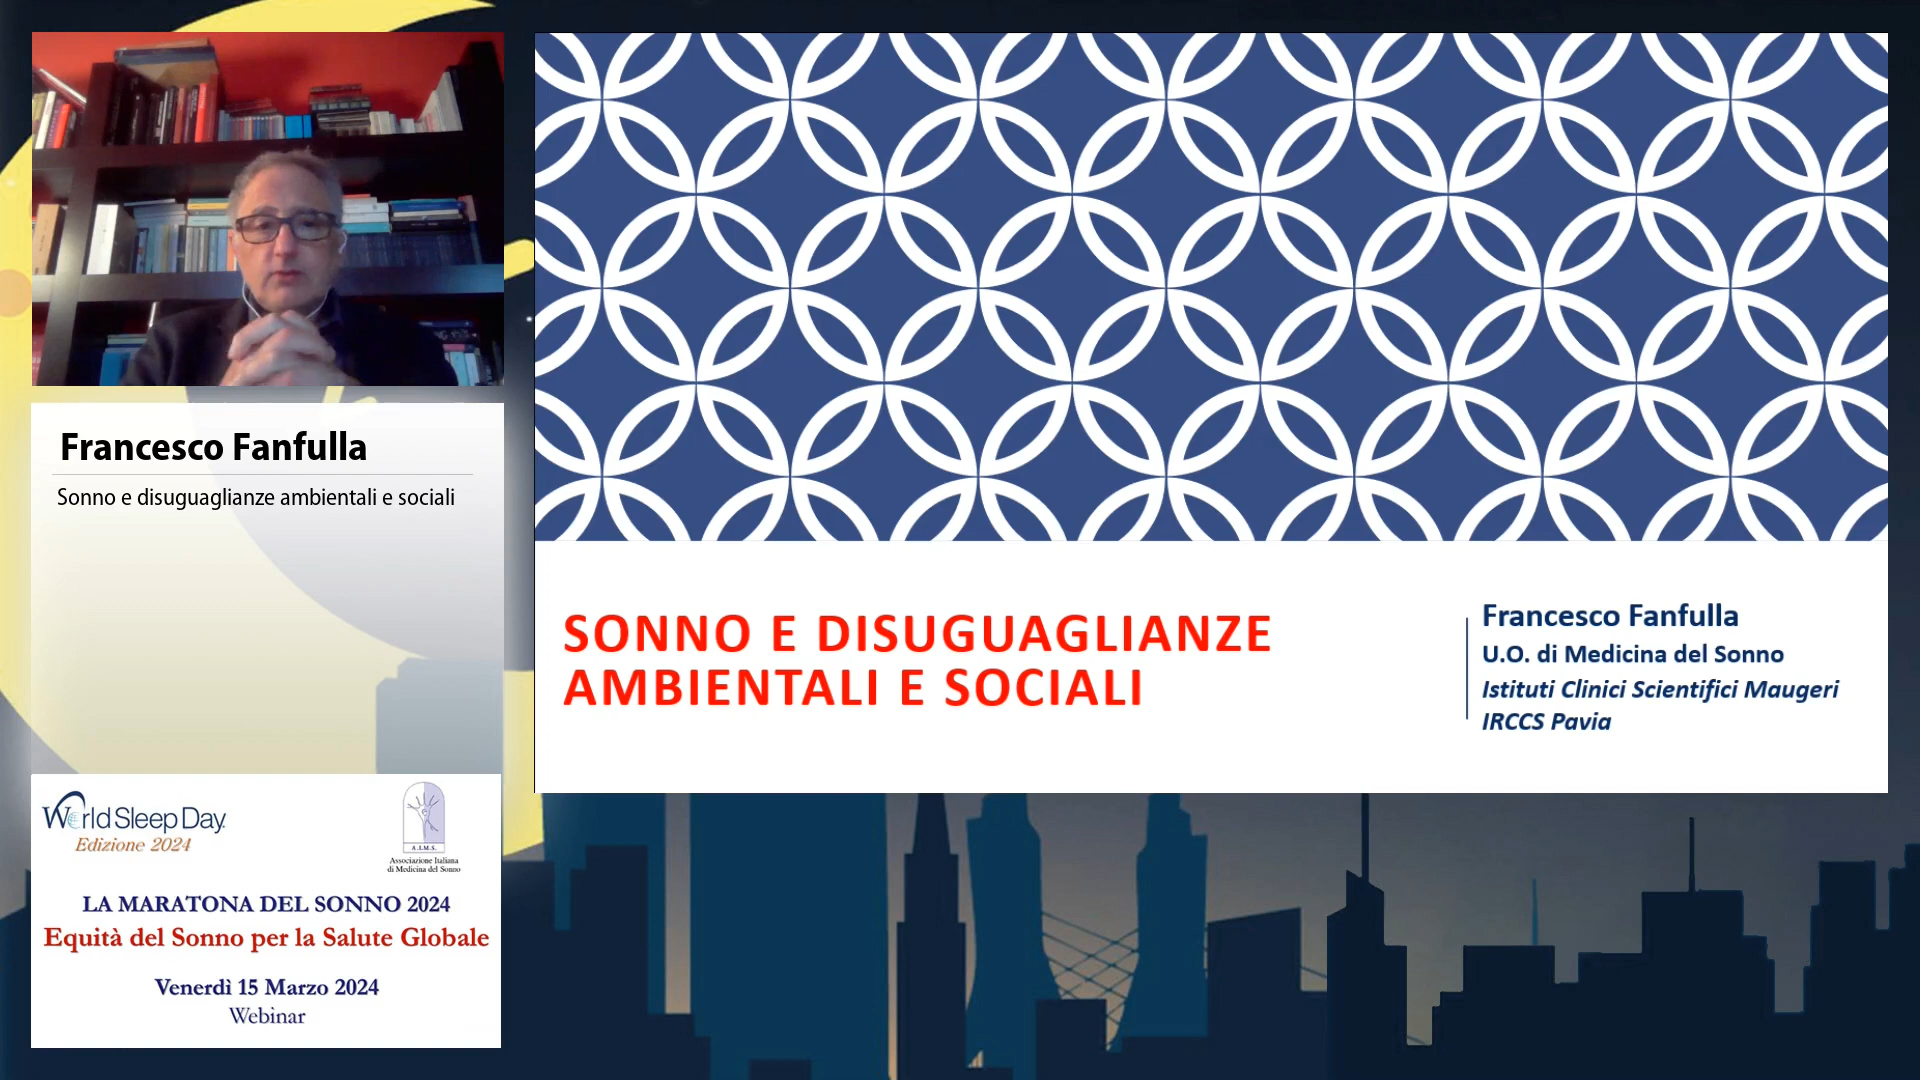 Francesco Fanfulla
Sonno e disuguaglianze ambientali e sociali
World Sleep Day
Edizione 2024
A.I.M.S.
Associazione Italiana
di Medicina del Sonno
LA MARATONA DEL SONNO 2024
Equità del Sonno per la Salute Globale
Venerdì 15 Marzo 2024
Webinar
SONNO E DISUGUAGLIANZE
AMBIENTALI E SOCIALI
Francesco Fanfulla
U.O. di Medicina del Sonno
Istituti Clinici Scientifici Maugeri
IRCCS Pavia